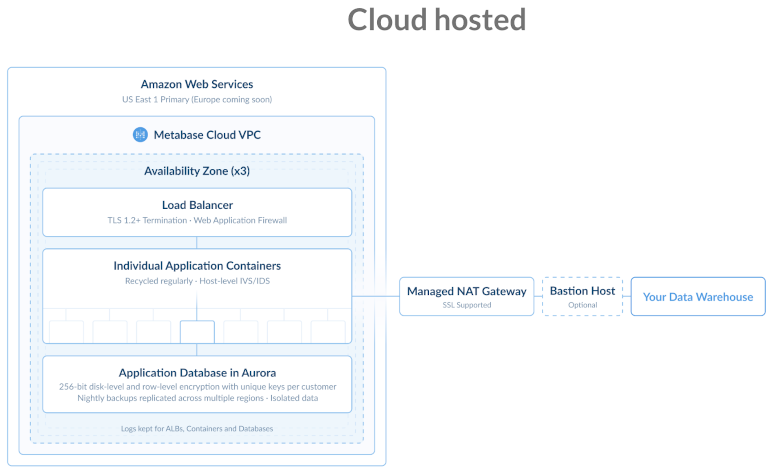 Cloud hosted
Amazon Web Services
US East 1 Primary (Europe coming soon)
Metabase Cloud VPC
Availability Zone (x3)
Load Balancer
TLS 1.2+ Termination · Web Application Firewall
Individual Application Containers
Recycled regularly · Host-level IVS/IDS
Application Database in Aurora
256-bit disk-level and row-level encryption with unique keys per customer
Nightly backups replicated across multiple regions · Isolated data
Logs kept for ALBs, Containers and Databases
Managed NAT Gateway
SSL Supported
Bastion Host
Optional
Your Data Warehouse